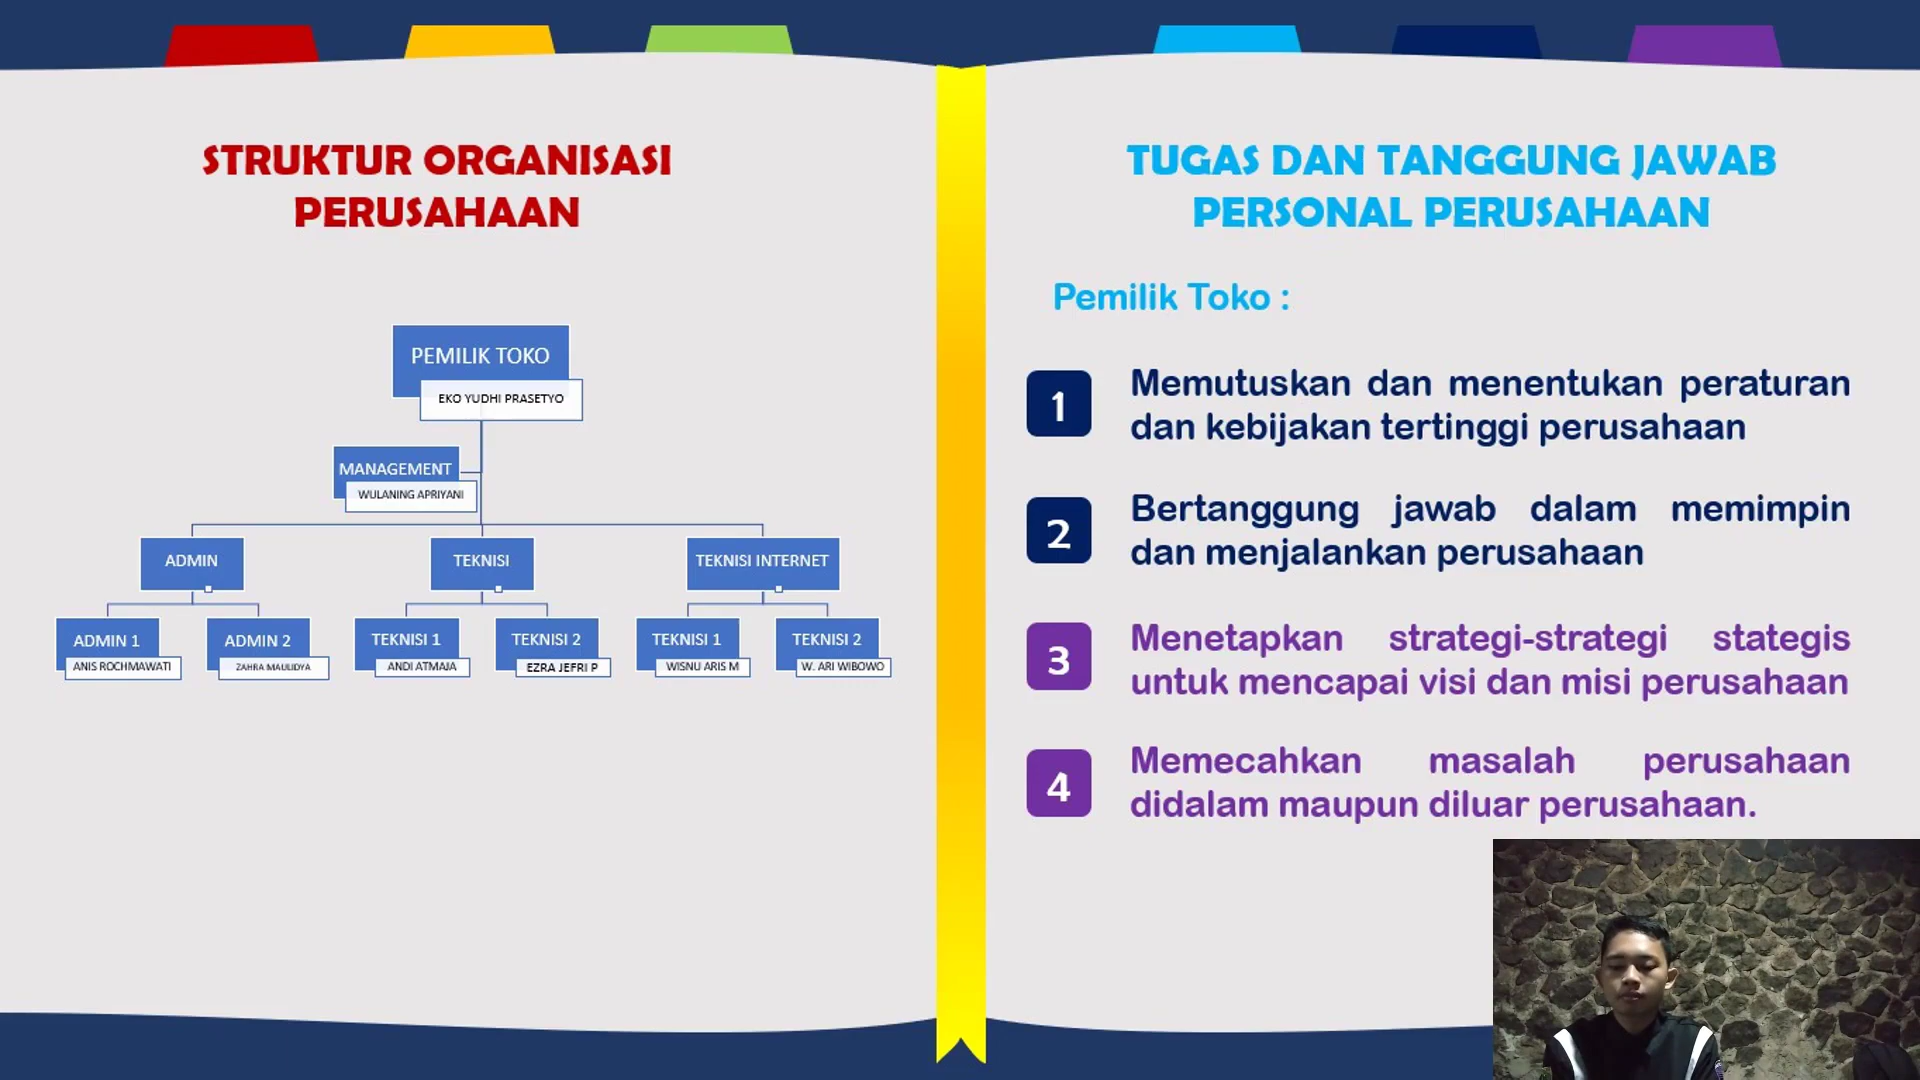 STRUKTUR ORGANISASI
PERUSAHAAN
PEMILIK TOKO
EKO YUDHI PRASETYO
MANAGEMENT
WULANING APRIYANI
ADMIN
TEKNISI
TEKNISI INTERNET
ADMIN 1
ANIS ROCHMAWATI
ADMIN 2
ZAHRA MAULIDYA
TEKNISI 1
ANDI ATMAJA
TEKNISI 2
EZRA JEFRI P
TEKNISI 1
WISNU ARIS M
TEKNISI 2
W. ARI WIBOWO
TUGAS DAN TANGGUNG JAWAB
PERSONAL PERUSAHAAN
Pemilik Toko :
1
Memutuskan dan menentukan peraturan
dan kebijakan tertinggi perusahaan
2
Bertanggung jawab dalam memimpin
dan menjalankan perusahaan
3
Menetapkan strategi-strategi stategis
untuk mencapai visi dan misi perusahaan
4
Memecahkan masalah perusahaan
didalam maupun diluar perusahaan.